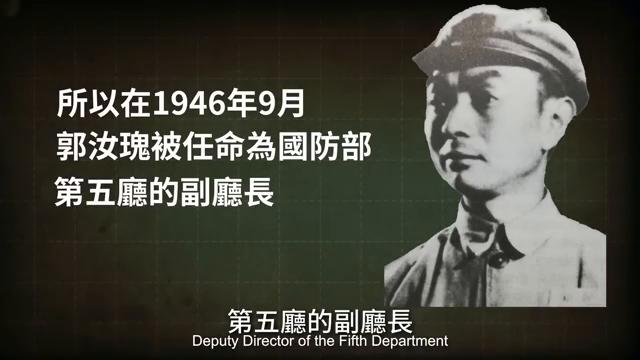 所以在1946年9月
郭汝瑰被任命為國防部
第五廳的副廳長
第五廳的副廳長
Deputy Director of the Fifth Department